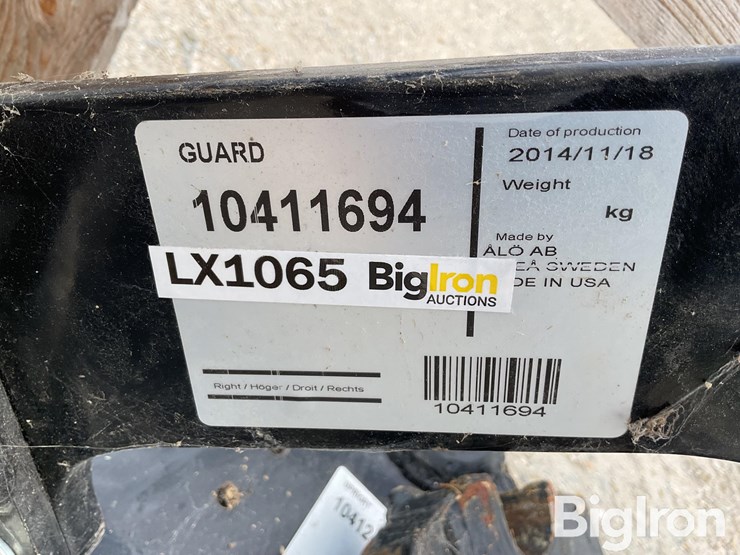 GUARD
10411694
LX1065 BigIron
AUCTIONS
Right / Höger / Droit / Rechts
Date of production
2014/11/18
Weight
kg
Made by
ÅLÖ AB
SWEDEN
IN USA
10411694
10412
BigIron